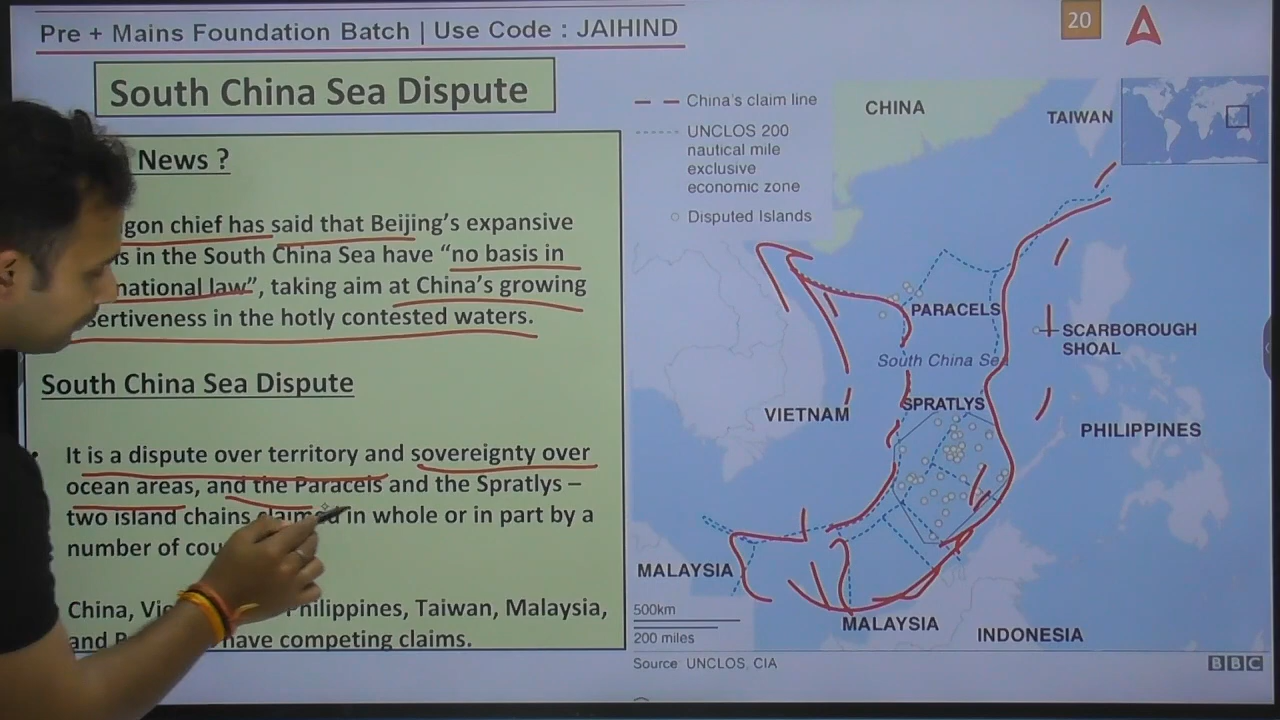 Pre + Mains Foundation Batch | Use Code : JAIHIND
20
South China Sea Dispute
News ?
gon chief has said that Beijing's expansive
in the South China Sea have “no basis in
national law”, taking aim at China's growing
sertiveness in the hotly contested waters.
South China Sea Dispute
• It is a dispute over territory and sovereignty over
ocean areas, and the Paracels and the Spratlys –
two island chains claimed in whole or in part by a
number of cou
China, Vie Philippines, Taiwan, Malaysia,
and have competing claims.
China's claim line
UNCLOS 200
nautical mile
exclusive
economic zone
Disputed Islands
CHINA
TAIWAN
PARACELS
South China Sea
SCARBOROUGH
SHOAL
SPRATLYS
VIETNAM
PHILIPPINES
MALAYSIA
500km
200 miles
MALAYSIA
INDONESIA
Source: UNCLOS, CIA
BBC